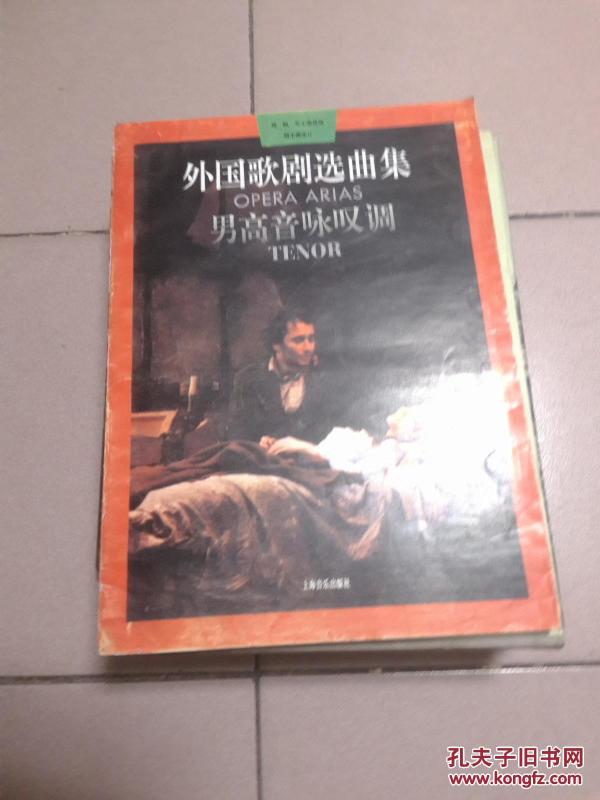 外国歌剧选曲集
OPERA ARIAS
男高音咏叹调
TENOR
上海音乐出版社
孔夫子旧书网
www.kongfz.com